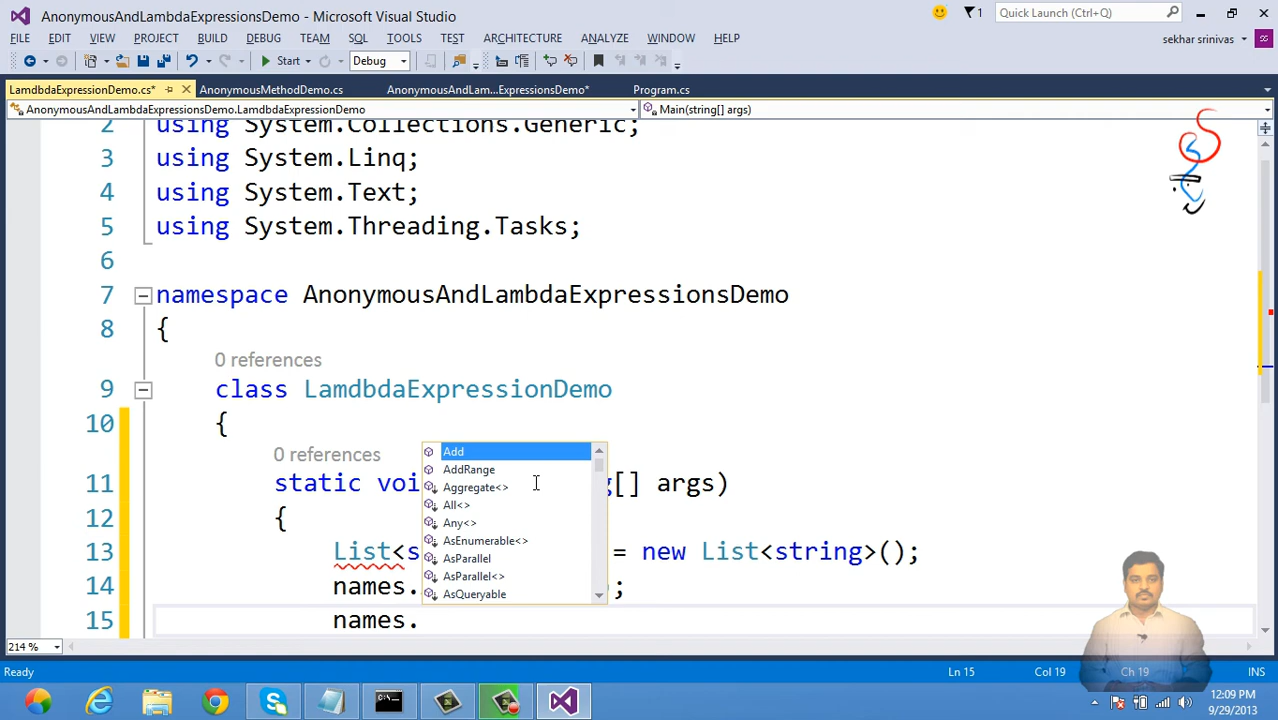 AnonymousAndLambdaExpressionsDemo - Microsoft Visual Studio
1
Quick Launch (Ctrl+Q)
FILE EDIT VIEW PROJECT BUILD DEBUG TEAM SQL TOOLS TEST ARCHITECTURE ANALYZE WINDOW HELP
sekhar srinivas
SS
Start
Debug
LamdbdaExpressionDemo.cs*
AnonymousMethodDemo.cs
AnonymousAndLam...ExpressionsDemo*
Program.cs
AnonymousAndLambdaExpressionsDemo.LamdbdaExpressionDemo
Main(string[] args)
2 using System.Collections.Generic;
3 using System.Linq;
4 using System.Text;
5 using System.Threading.Tasks;
6
7 namespace AnonymousAndLambdaExpressionsDemo
8 {
0 references
9 class LamdbdaExpressionDemo
10 {
0 references
11 static voi g[] args)
12 {
13 List<s = new List<string>();
14 names. ;
15 names.
Add
AddRange
Aggregate<>
All<>
Any<>
AsEnumerable<>
AsParallel
AsParallel<>
AsQueryable
214 %
Ready
Ln 15
Col 19
Ch 19
INS
12:09 PM
9/29/2013